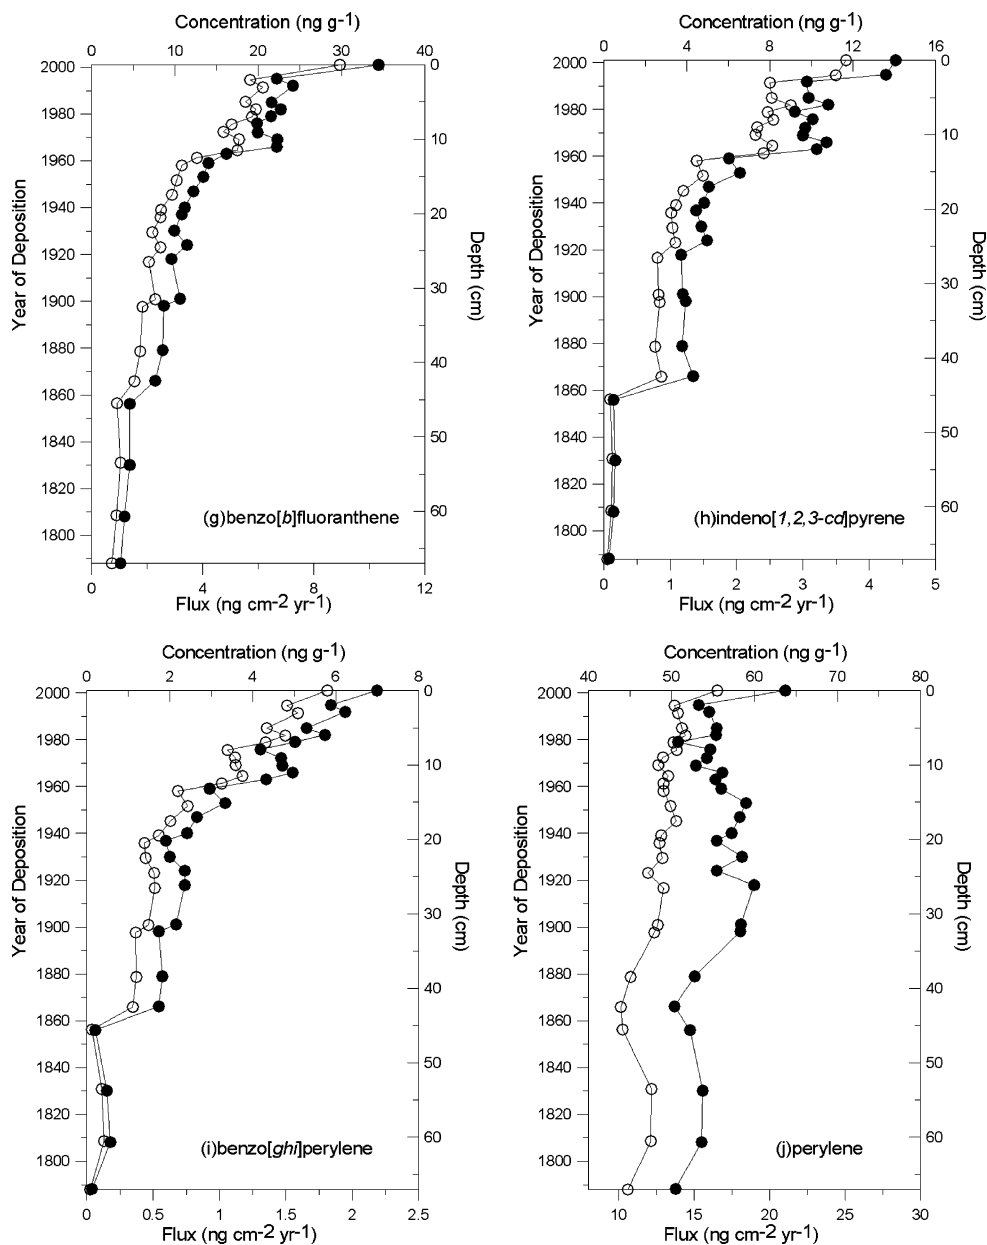 Concentration (ng g-1)
0 10 20 30 40
2000 1980 1960 1940 1920 1900 1880 1860 1840 1820 1800
Year of Deposition
0 10 20 30 40 50 60
Depth (cm)
(g)benzo[b]fluoranthene
0 4 8 12
Flux (ng cm-2 yr-1)
Concentration (ng g-1)
0 4 8 12 16
2000 1980 1960 1940 1920 1900 1880 1860 1840 1820 1800
Year of Deposition
0 10 20 30 40 50 60
Depth (cm)
(h)indeno[1,2,3-cd]pyrene
0 1 2 3 4 5
Flux (ng cm-2 yr-1)
Concentration (ng g-1)
0 2 4 6 8
2000 1980 1960 1940 1920 1900 1880 1860 1840 1820 1800
Year of Deposition
0 10 20 30 40 50 60
Depth (cm)
(i)benzo[ghi]perylene
0 0.5 1 1.5 2 2.5
Flux (ng cm-2 yr-1)
Concentration (ng g-1)
40 50 60 70 80
2000 1980 1960 1940 1920 1900 1880 1860 1840 1820 1800
Year of Deposition
0 10 20 30 40 50 60
Depth (cm)
(j)perylene
10 15 20 25 30
Flux (ng cm-2 yr-1)